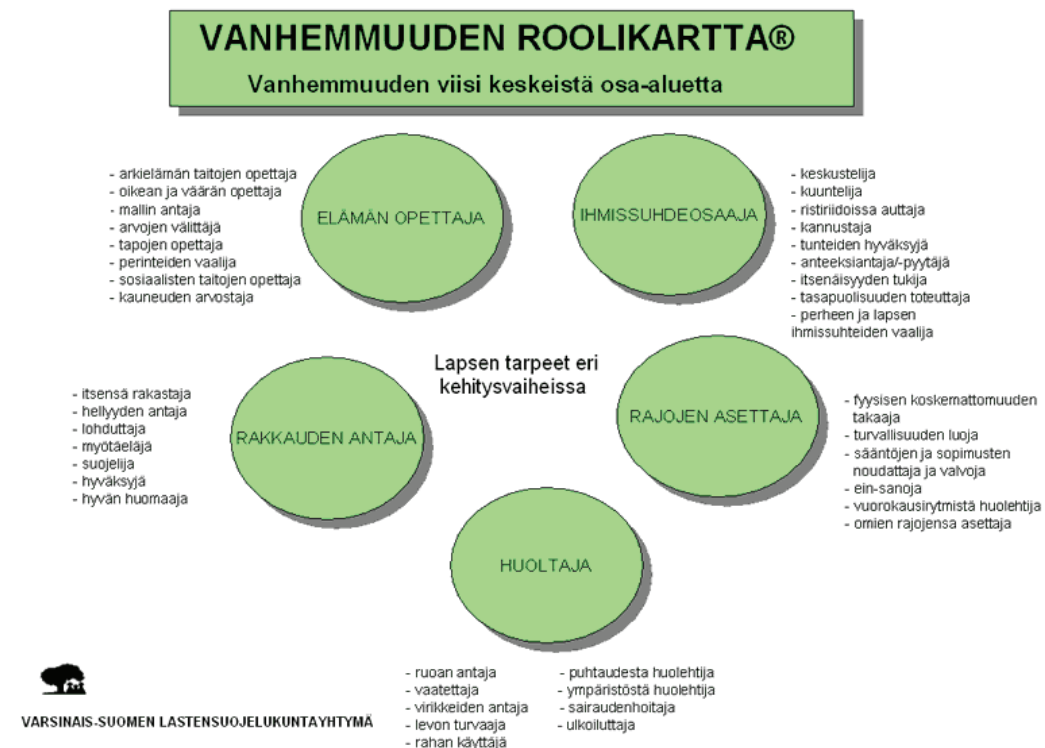 VANHEMMUUDEN ROOLIKARTTA®
Vanhemmuuden viisi keskeistä osa-aluetta
- arkielämän taitojen opettaja
- oikean ja väärän opettaja
- mallin antaja
- arvojen välittäjä
- tapojen opettaja
- perinteiden vaalija
- sosiaalisten taitojen opettaja
- kauneuden arvostaja
ELÄMÄN OPETTAJA
IHMISSUHDEOSAAJA
- keskustelija
- kuuntelija
- ristiriidoissa auttaja
- kannustaja
- tunteiden hyväksyjä
- anteeksiantaja/-pyytäjä
- itsenäisyyden tukija
- tasapuolisuuden toteuttaja
- perheen ja lapsen
ihmissuhteiden vaalija
Lapsen tarpeet eri
kehitysvaiheissa
- itsensä rakastaja
- hellyyden antaja
- lohduttaja
- myötäeläjä
- suojelija
- hyväksyjä
- hyvän huomaaja
RAKKAUDEN ANTAJA
RAJOJEN ASETTAJA
- fyysisen koskemattomuuden
takaaja
- turvallisuuden luoja
- sääntöjen ja sopimusten
noudattaja ja valvoja
- ein-sanoja
- vuorokausirytmistä huolehtija
- omien rajojensa asettaja
HUOLTAJA
- ruoan antaja
- vaatettaja
- virikkeiden antaja
- levon turvaaja
- rahan käyttäjä
- puhtaudesta huolehtija
- ympäristöstä huolehtija
- sairaudenhoitaja
- ulkoiluttaja
VARSINAIS-SUOMEN LASTENSUOJELUKUNTAYHTYMÄ